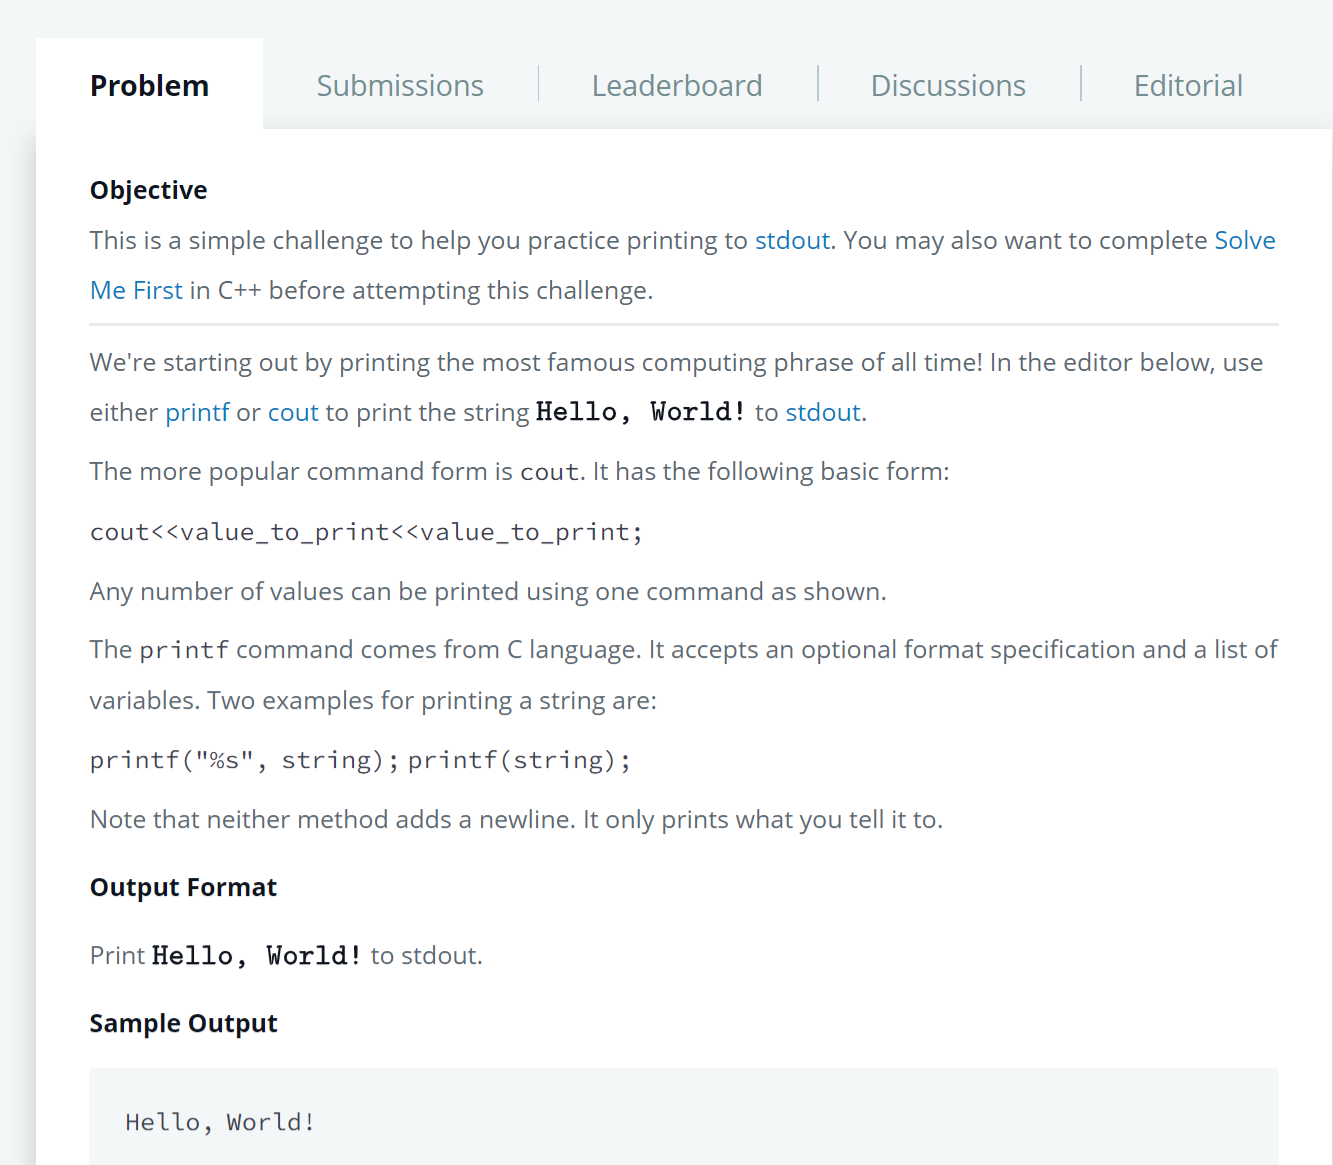 Problem
Submissions
Leaderboard
Discussions
Editorial
Objective
This is a simple challenge to help you practice printing to stdout. You may also want to complete Solve
Me First in C++ before attempting this challenge.
We're starting out by printing the most famous computing phrase of all time! In the editor below, use
either printf or cout to print the string Hello, World! to stdout.
The more popular command form is cout. It has the following basic form:
cout<<value_to_print<<value_to_print;
Any number of values can be printed using one command as shown.
The printf command comes from C language. It accepts an optional format specification and a list of
variables. Two examples for printing a string are:
printf("%s", string); printf(string);
Note that neither method adds a newline. It only prints what you tell it to.
Output Format
Print Hello, World! to stdout.
Sample Output
Hello, World!